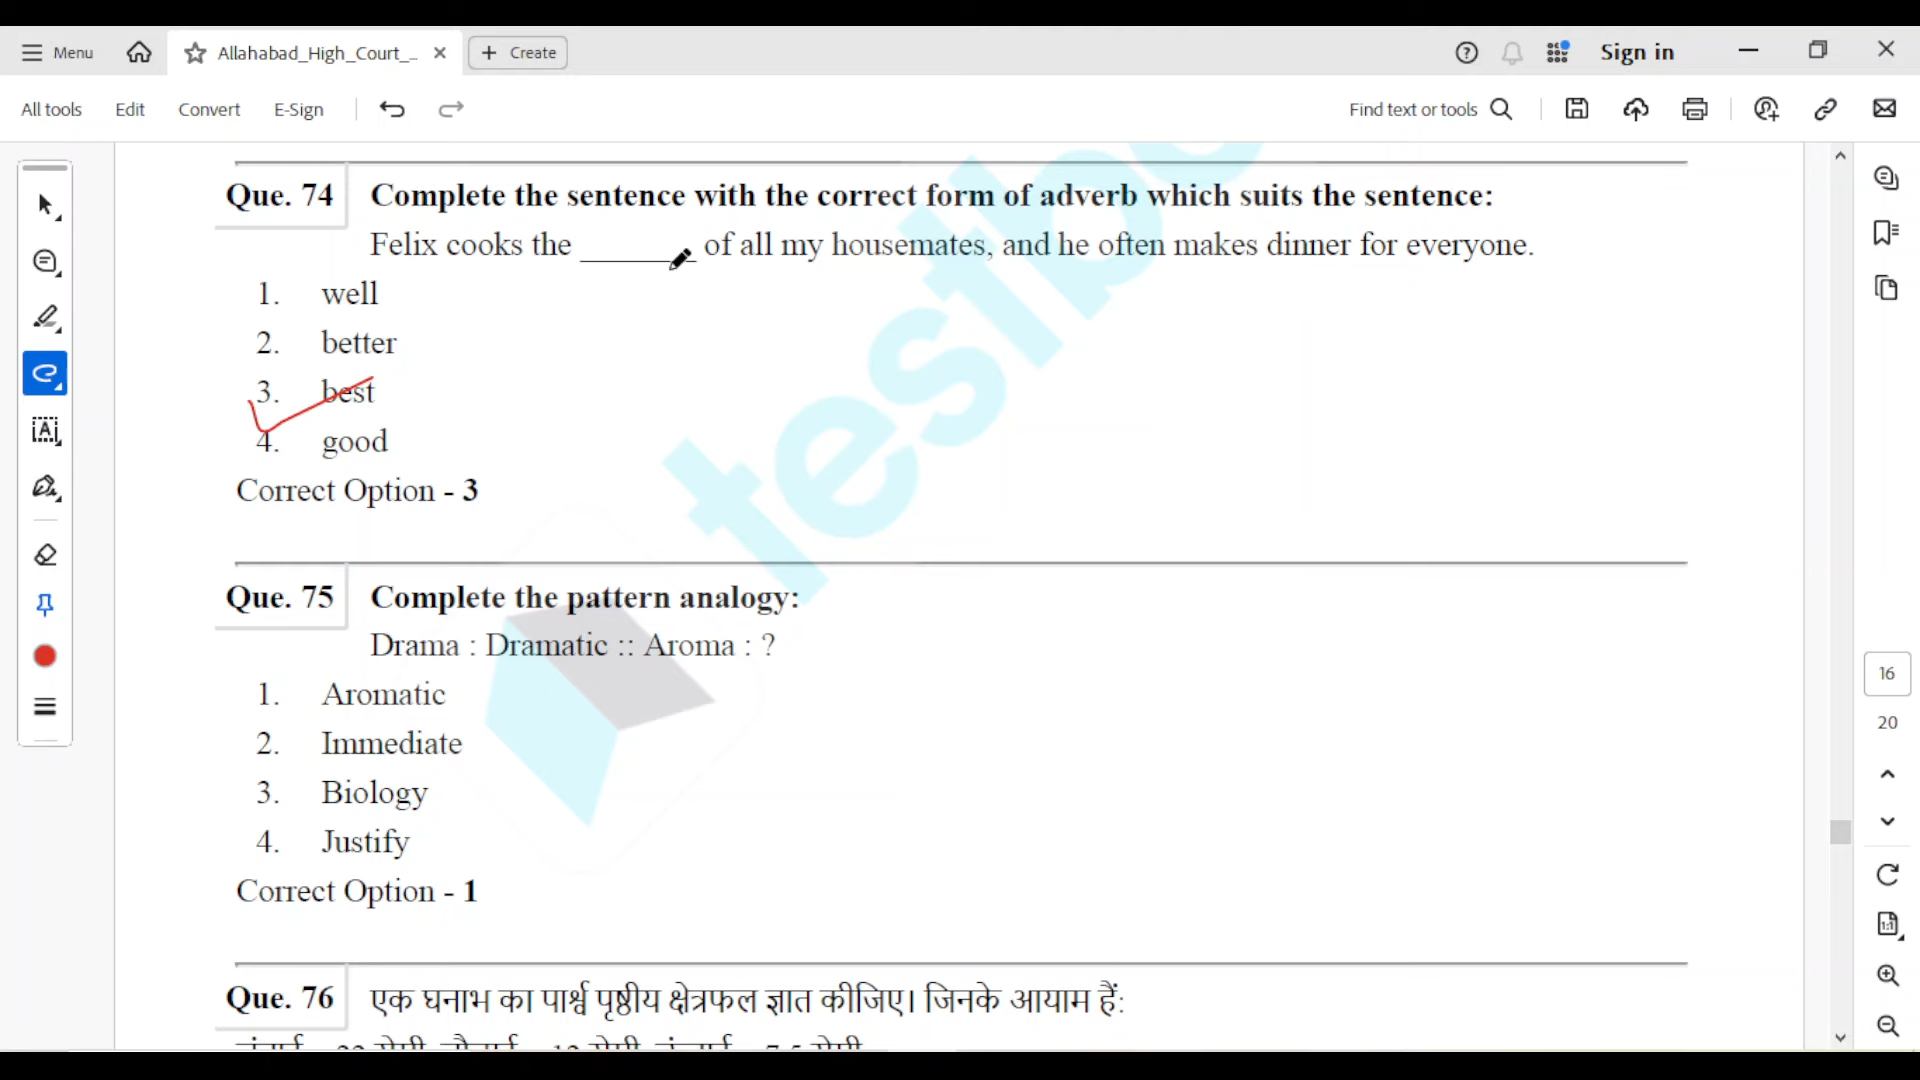 Menu
Allahabad_High_Court_...
Create
Sign in
All tools
Edit
Convert
E-Sign
Find text or tools
Que. 74 Complete the sentence with the correct form of adverb which suits the sentence:
Felix cooks the _______ of all my housemates, and he often makes dinner for everyone.
1. well
2. better
3. best
4. good
Correct Option - 3
Que. 75 Complete the pattern analogy:
Drama : Dramatic :: Aroma : ?
1. Aromatic
2. Immediate
3. Biology
4. Justify
Correct Option - 1
Que. 76 एक घनाभ का पार्श्व पृष्ठीय क्षेत्रफल ज्ञात कीजिए। जिनके आयाम हैं:
16
20
testbo